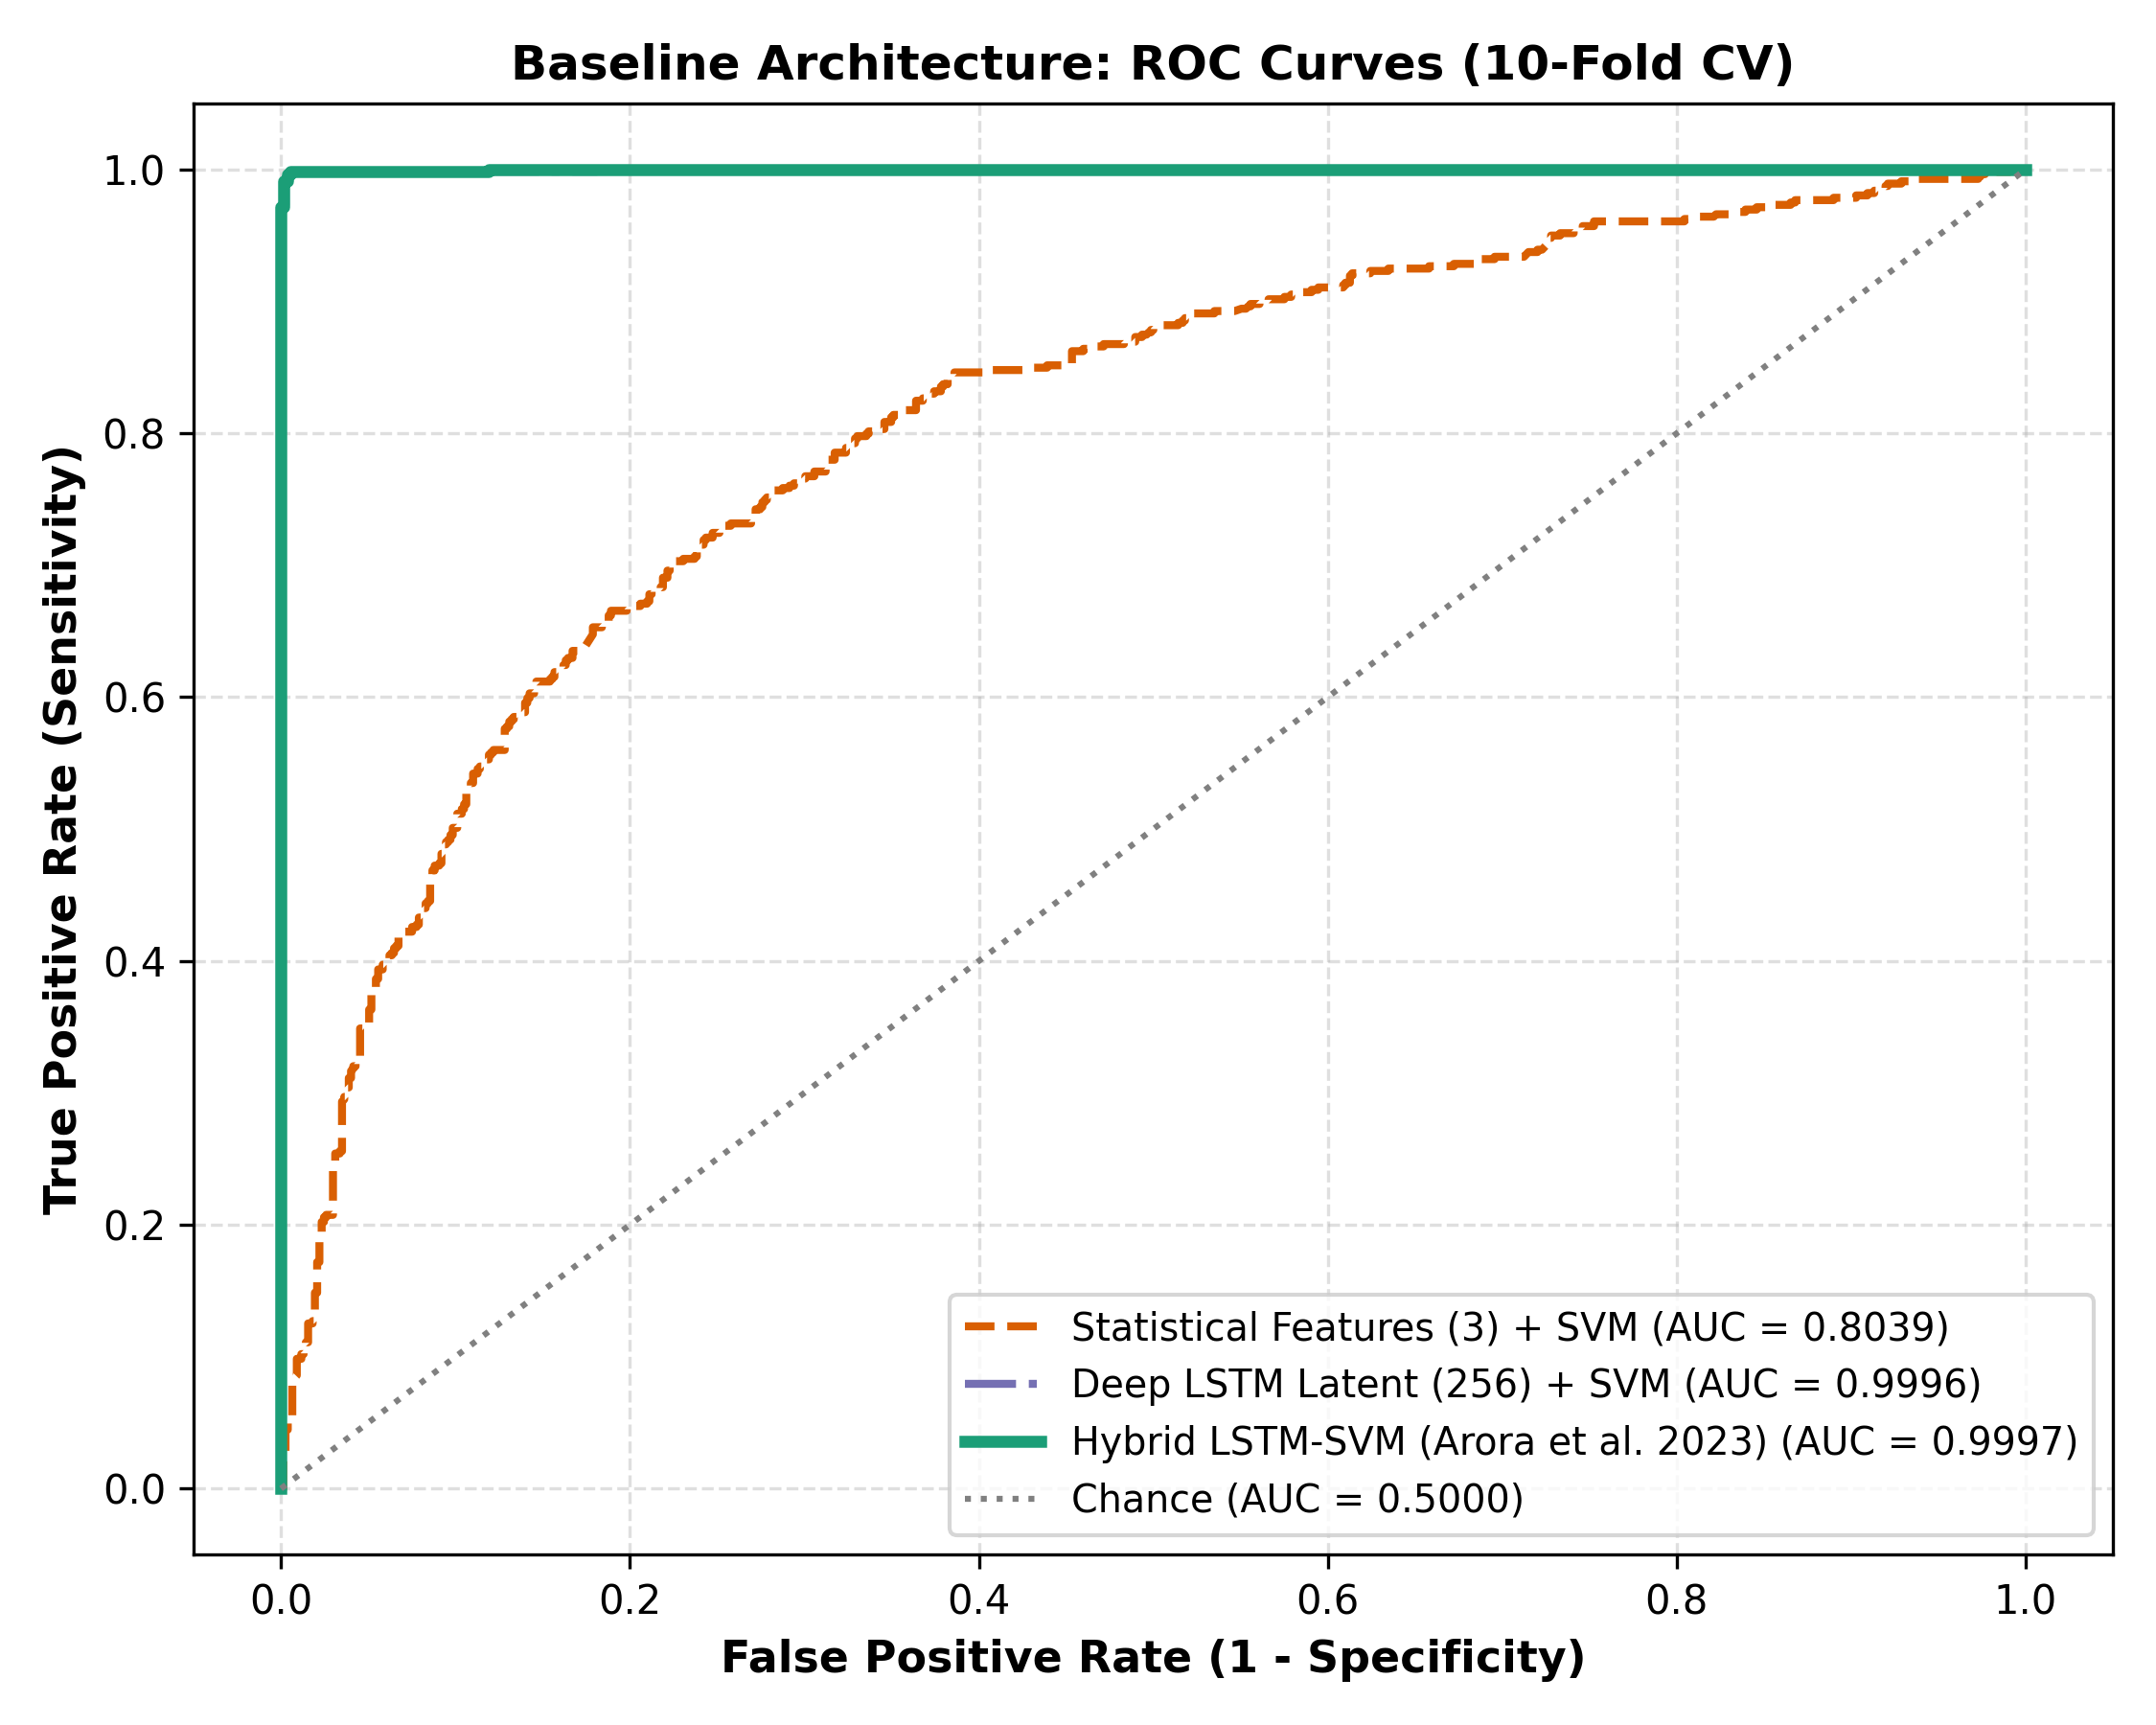 Baseline Architecture: ROC Curves (10-Fold CV)
True Positive Rate (Sensitivity)
1.0
0.8
0.6
0.4
0.2
0.0
Statistical Features (3) + SVM (AUC = 0.8039)
Deep LSTM Latent (256) + SVM (AUC = 0.9996)
Hybrid LSTM-SVM (Arora et al. 2023) (AUC = 0.9997)
Chance (AUC = 0.5000)
0.0 0.2 0.4 0.6 0.8 1.0
False Positive Rate (1 - Specificity)